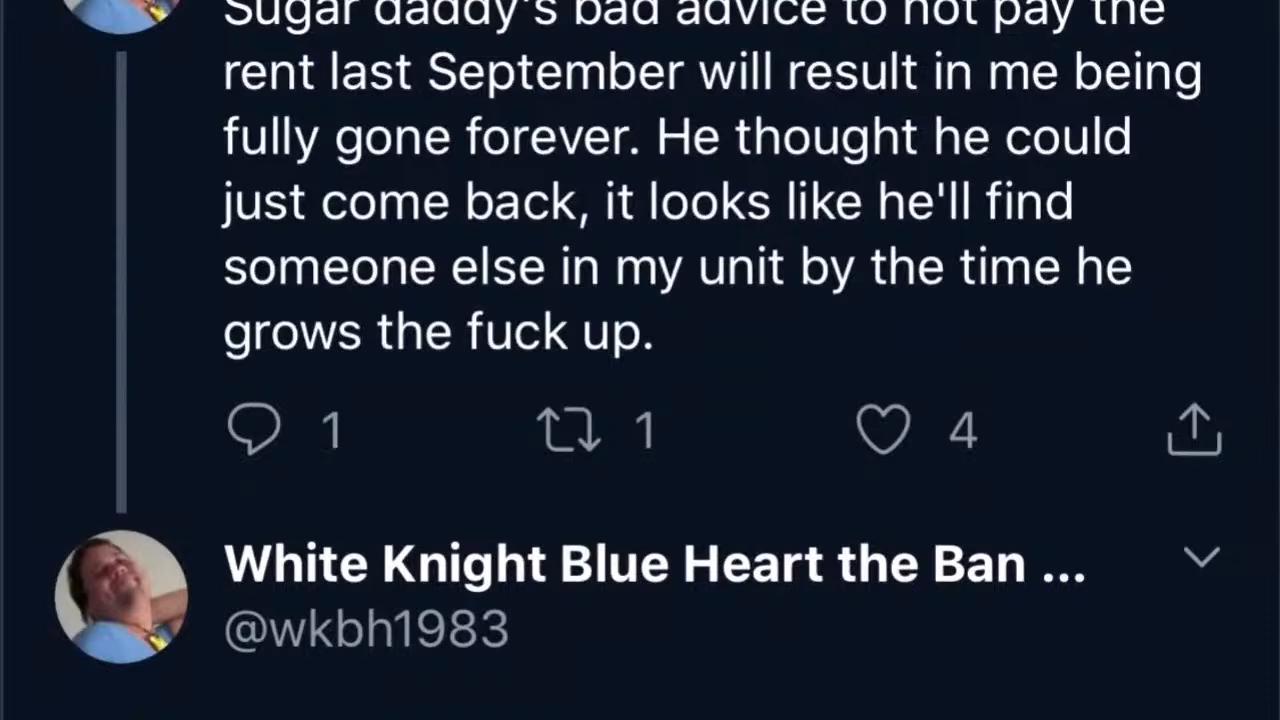 Sugar daddy's bad advice to not pay the
rent last September will result in me being
fully gone forever. He thought he could
just come back, it looks like he'll find
someone else in my unit by the time he
grows the fuck up.
1 1 4
White Knight Blue Heart the Ban ...
@wkbh1983